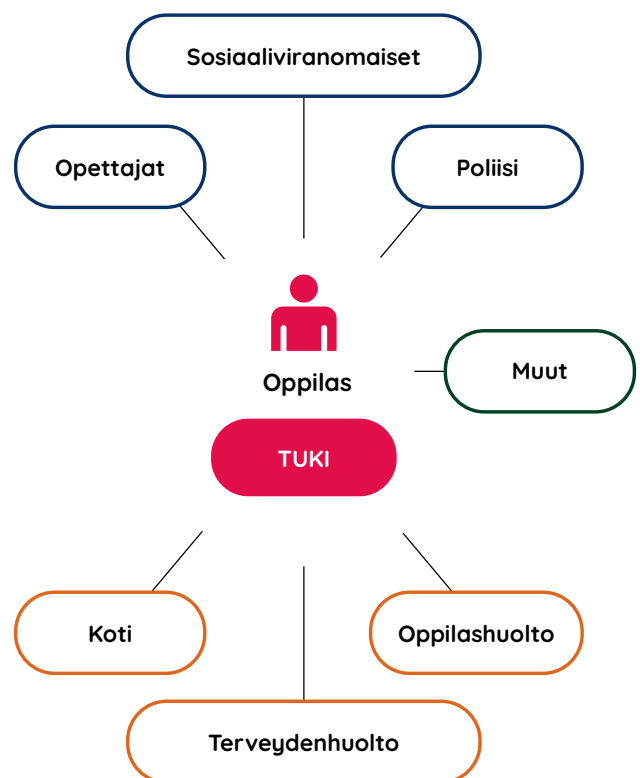 Sosiaaliviranomaiset
Opettajat
Poliisi
Muut
Oppilas
TUKI
Koti
Oppilashuolto
Terveydenhuolto